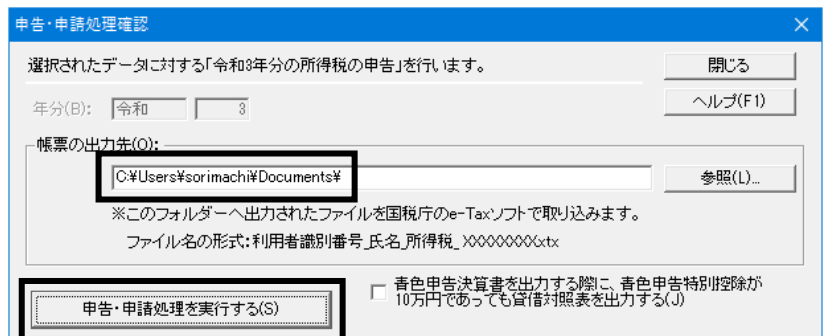 申告・申請処理確認
選択されたデータに対する「令和3年分の所得税の申告」を行います。
閉じる
ヘルプ(F1)
年分(B): 令和 3
帳票の出力先(O):
C:¥Users¥sorimachi¥Documents¥
参照(L)...
※このフォルダーへ出力されたファイルを国税庁のe-Taxソフトで取り込みます。
ファイル名の形式:利用者識別番号_氏名_所得税_XXXXXXXX.xtx
申告・申請処理を実行する(S)
青色申告決算書を出力する際に、青色申告特別控除が
10万円であっても貸借対照表を出力する(J)